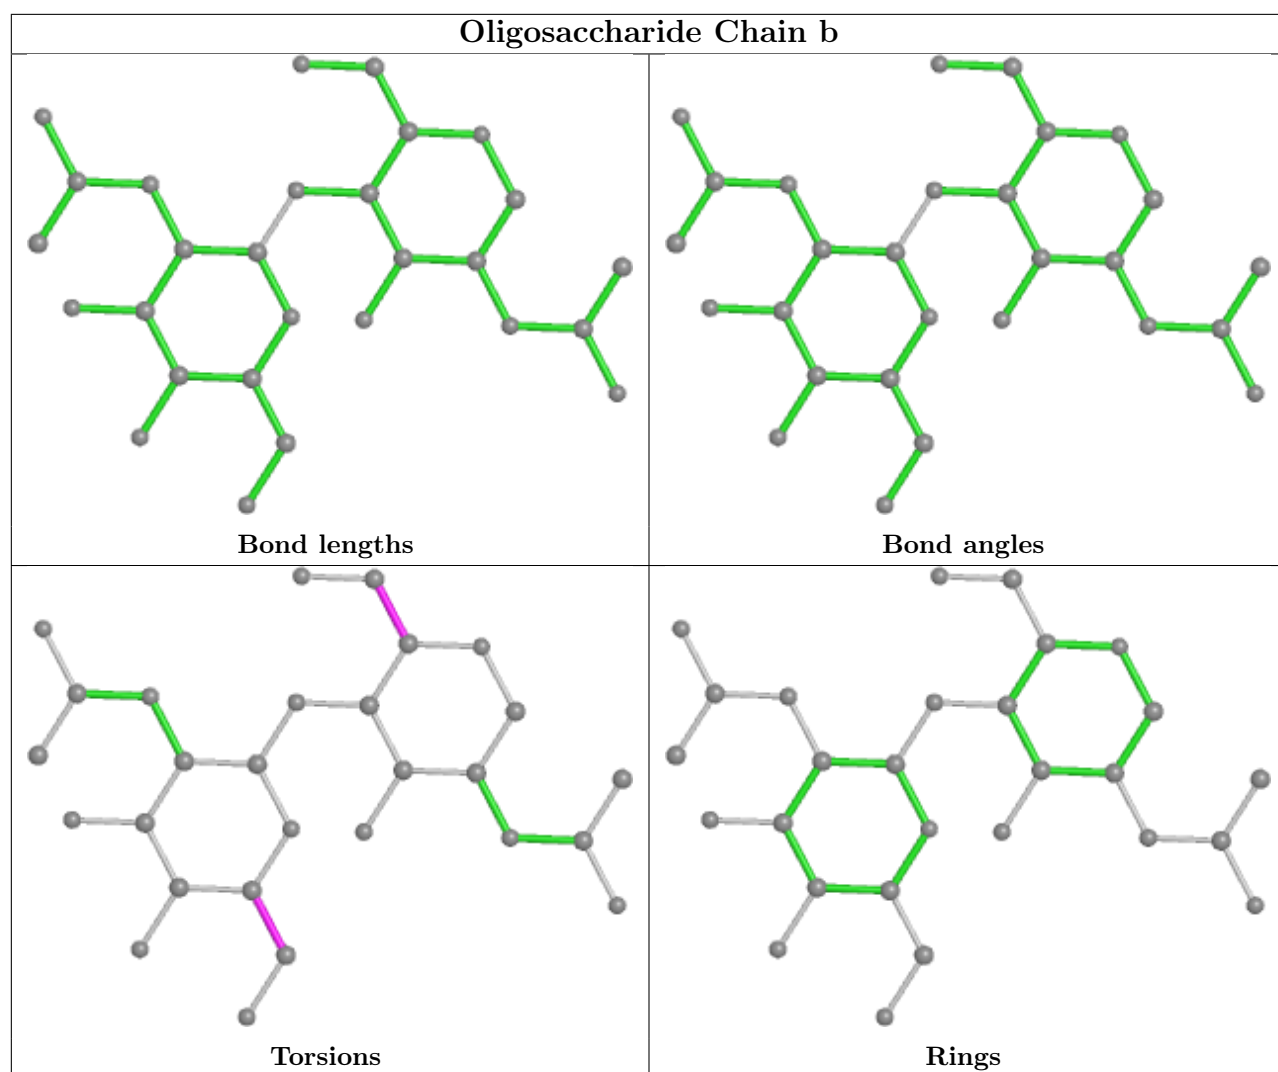 Oligosaccharide Chain b
Bond lengths
Bond angles
Torsions
Rings